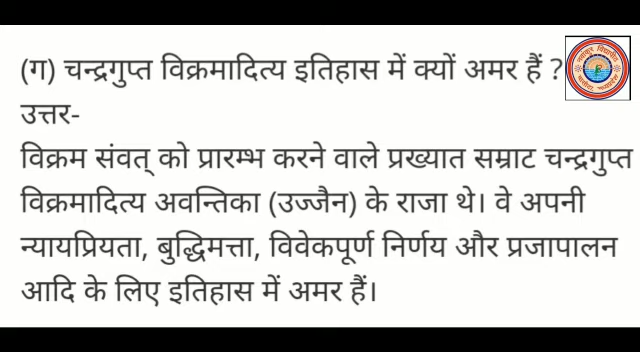 (ग) चन्द्रगुप्त विक्रमादित्य इतिहास में क्यों अमर हैं ?
उत्तर-
विक्रम संवत् को प्रारम्भ करने वाले प्रख्यात सम्राट चन्द्रगुप्त
विक्रमादित्य अवन्तिका (उज्जैन) के राजा थे। वे अपनी
न्यायप्रियता, बुद्धिमत्ता, विवेकपूर्ण निर्णय और प्रजापालन
आदि के लिए इतिहास में अमर हैं।